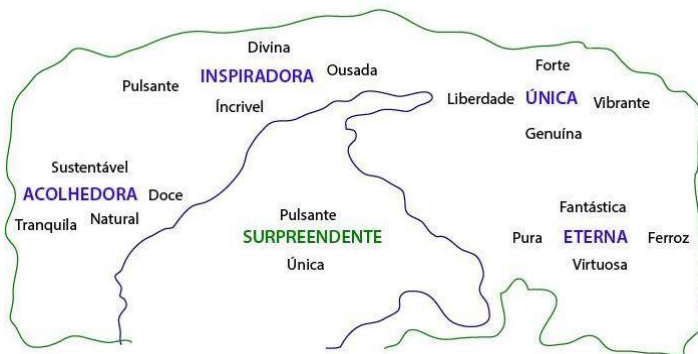 Divina
Pulsante INSPIRADORA Ousada
Íncrivel
Forte
Liberdade ÚNICA Vibrante
Genuína
Sustentável
ACOLHEDORA Doce
Tranquila Natural
Pulsante
SURPREENDENTE
Única
Fantástica
Pura ETERNA Ferroz
Virtuosa